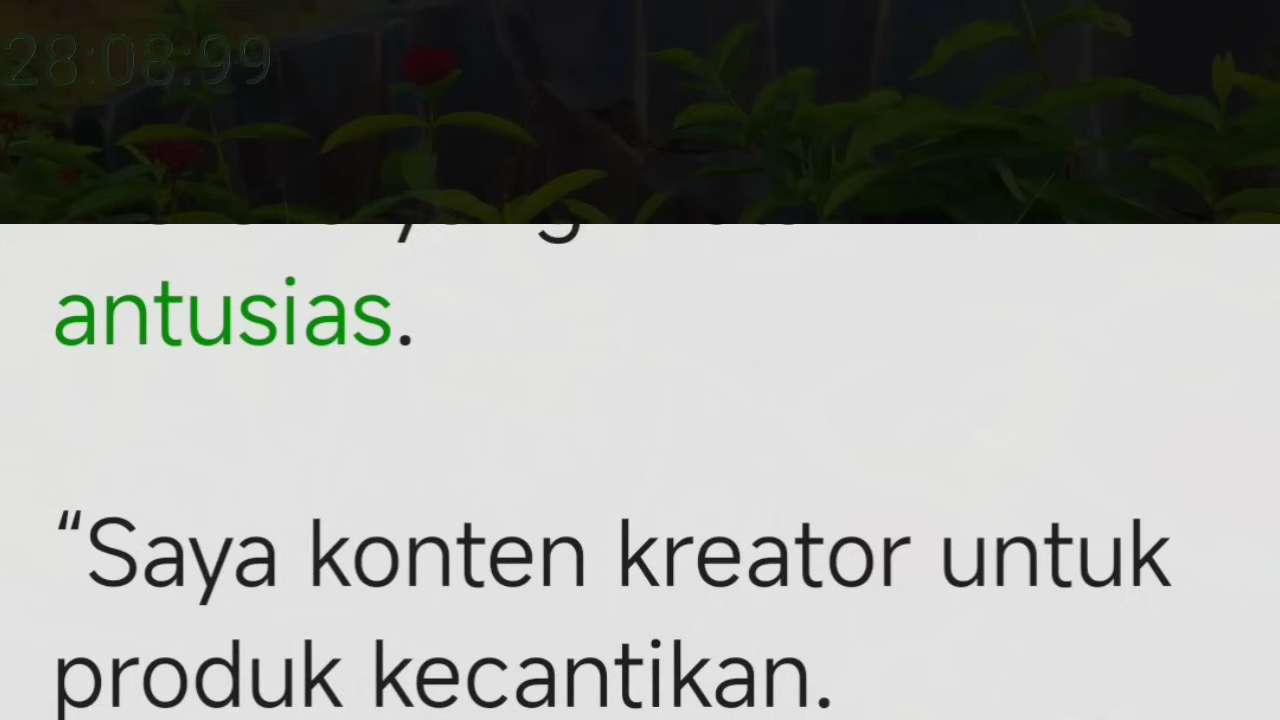 28:08:99
antusias.
“Saya konten kreator untuk
produk kecantikan.